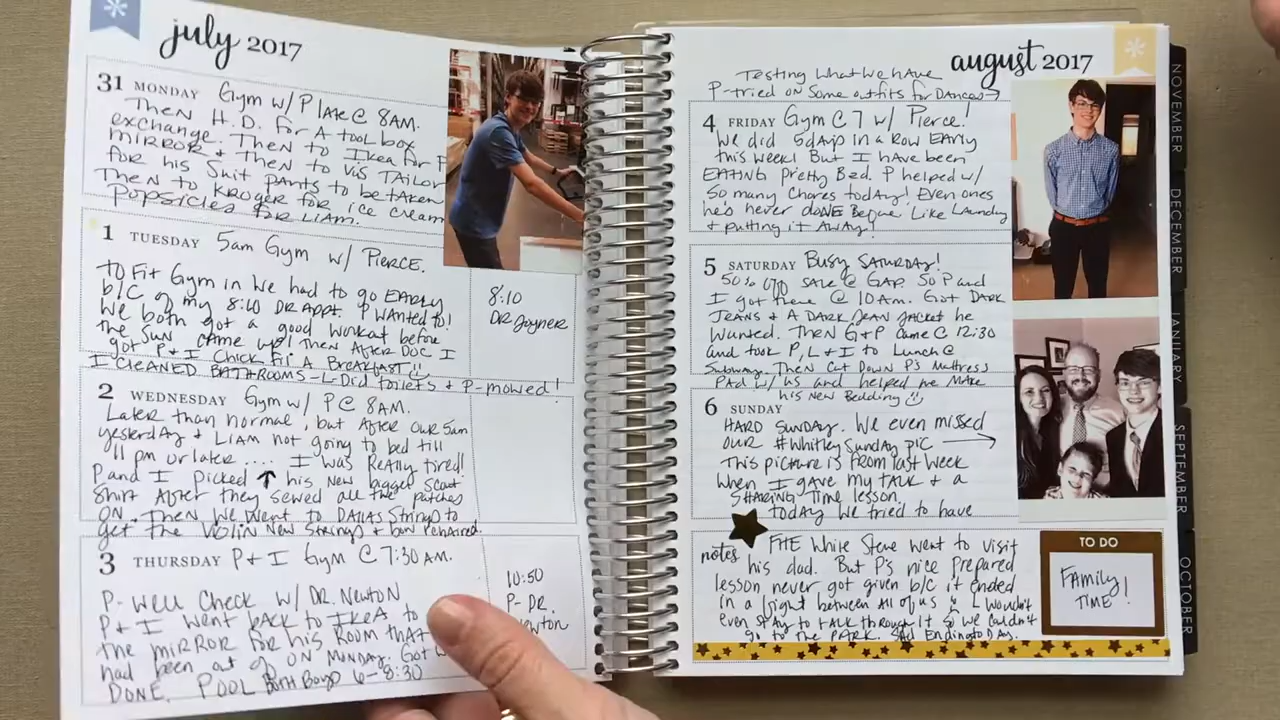 july 2017
31 MONDAY Gym w/ P late @ 8AM.
Then H.D. for a tool box
exchange. Then to Ikea for P
mirror & then to VIS TAILOR
for his Suit pants to be taken
Then to KROGER for ice cream
Popsicles for LIAM.
1 TUESDAY 5am Gym w/ PIERCE.
to Fit Gym in we had to go EARLY
b/c of my 8:10 DR APPT. P WANTED to!
We both got a good workout before
the SUN CAME UP! Then AFTER DOC I
got P & I Chick Fil A BREAKFAST!
I CLEANED BATHROOMS - L-DID toilets & P-mowed!
8:10
DR Joyner
2 WEDNESDAY Gym w/ P @ 8AM.
Later than normal, but AFTER OUR 5am
yesterday & LIAM not going to bed till
11 pm OR later .... I WAS REALLY tired!
P and I picked ↑ his New bigger Scout
Shirt AFTER they sewed all the patches
ON. Then We Went to DALLAS Strings to
get the Violin New Strings & bow Rehaired.
3 THURSDAY P & I Gym @ 7:30 AM.
P- Well Check w/ DR. NEWTON
P & I went BACK to IKEA to
the MIRROR FOR his ROOM that
had been out of ON MONDAY. Got
DONE. POOL Both Boys 6-8:30
10:50
P- DR.
august 2017
Testing What We Have
P-tried on Some outfits for Dances →
4 FRIDAY Gym @ 7 w/ Pierce!
We did 5 days in a Row EARLY
this week! But I have been
EATING pretty Bad. P helped w/
So many Chores today! Even ones
he's never done Before Like Laundry
& putting it AWAY!
5 SATURDAY Busy SATURDAY!
50% off Sale @ GAP. So P and
I got there @ 10 AM. Got DARK
JEANS & A DARK JEAN JACKET he
Wanted. Then G & P came @ 12:30
and took P, L & I to Lunch @
Subway. Then Cut Down P's Mattress
PAD w/ us and helped me Make
his New Bedding
6 SUNDAY
HARD SUNDAY. We even missed
OUR #WhitleySunday pic →
This picture is from last week
When I gave my TALK & a
SHARING Time lesson.
Today We tried to have
notes FHE While Steve went to visit
his dad. But P's nice prepared
lesson never got given b/c it ended
in a fight between All of us & L Wouldn't
even STAY to talk through it So we Couldn't
go to the PARK. Sad Ending to Day.
TO DO
FAMILY
TIME!
NOVEMBER
DECEMBER
JANUARY
SEPTEMBER
OCTOBER